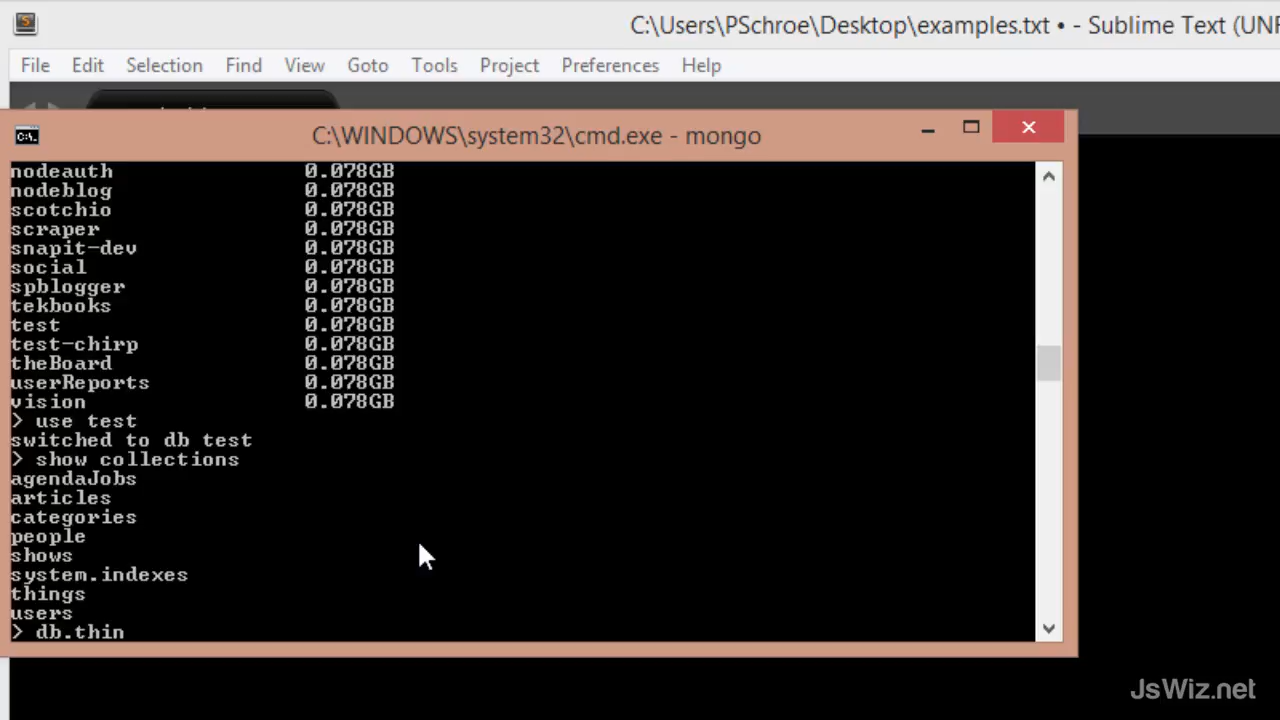 C:\Users\PSchroe\Desktop\examples.txt • - Sublime Text (UNF
File Edit Selection Find View Goto Tools Project Preferences Help
C:\WINDOWS\system32\cmd.exe - mongo
nodeauth 0.078GB
nodeblog 0.078GB
scotchio 0.078GB
scraper 0.078GB
snapit-dev 0.078GB
social 0.078GB
spblogger 0.078GB
tekbooks 0.078GB
test 0.078GB
test-chirp 0.078GB
theBoard 0.078GB
userReports 0.078GB
vision 0.078GB
> use test
switched to db test
> show collections
agendaJobs
articles
categories
people
shows
system.indexes
things
users
> db.thin
JsWiz.net